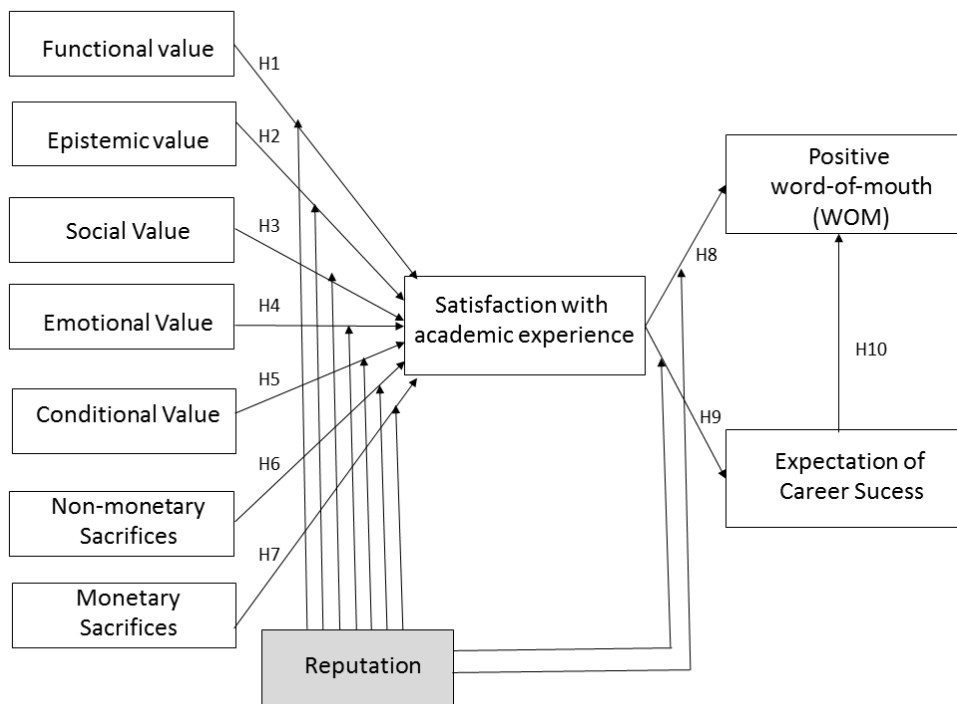 Functional value
H1
Epistemic value
H2
Social Value
H3
Emotional Value
H4
Conditional Value
H5
Non-monetary
Sacrifices
H6
Monetary
Sacrifices
H7
Reputation
Satisfaction with
academic experience
H8
H9
Positive
word-of-mouth
(WOM)
H10
Expectation of
Career Sucess